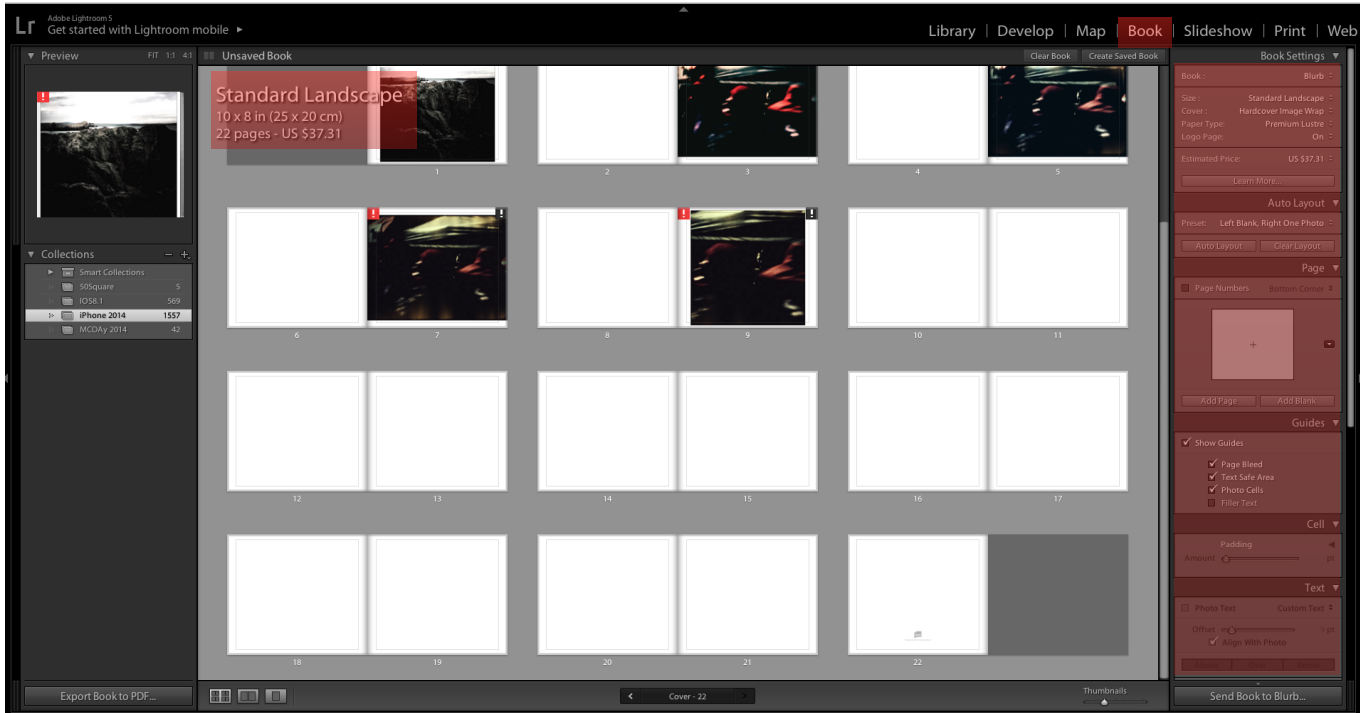 Lr
Adobe Lightroom 5
Get started with Lightroom mobile
Library | Develop | Map | Book | Slideshow | Print | Web
Preview FIT 1:1 4:1
Unsaved Book
Clear Book Create Saved Book
Standard Landscape
10 x 8 in (25 x 20 cm)
22 pages - US $37.31
Collections
Smart Collections
50Square 5
IOS8.1 569
iPhone 2014 1557
MCDAy 2014 42
1 2 3 4 5
6 7 8 9 10 11
12 13 14 15 16 17
18 19 20 21 22
Book Settings
Book: Blurb
Size: Standard Landscape
Cover: Hardcover Image Wrap
Paper Type: Premium Lustre
Logo Page: On
Estimated Price: US $37.31
Learn More...
Auto Layout
Preset: Left Blank, Right One Photo
Auto Layout Clear Layout
Page
Page Numbers Bottom Corner
Add Page Add Blank
Guides
Show Guides
Page Bleed
Text Safe Area
Photo Cells
Filler Text
Cell
Padding
Amount pt
Text
Photo Text Custom Text
Offset pt
Align With Photo
Export Book to PDF...
Cover - 22
Thumbnails
Send Book to Blurb...